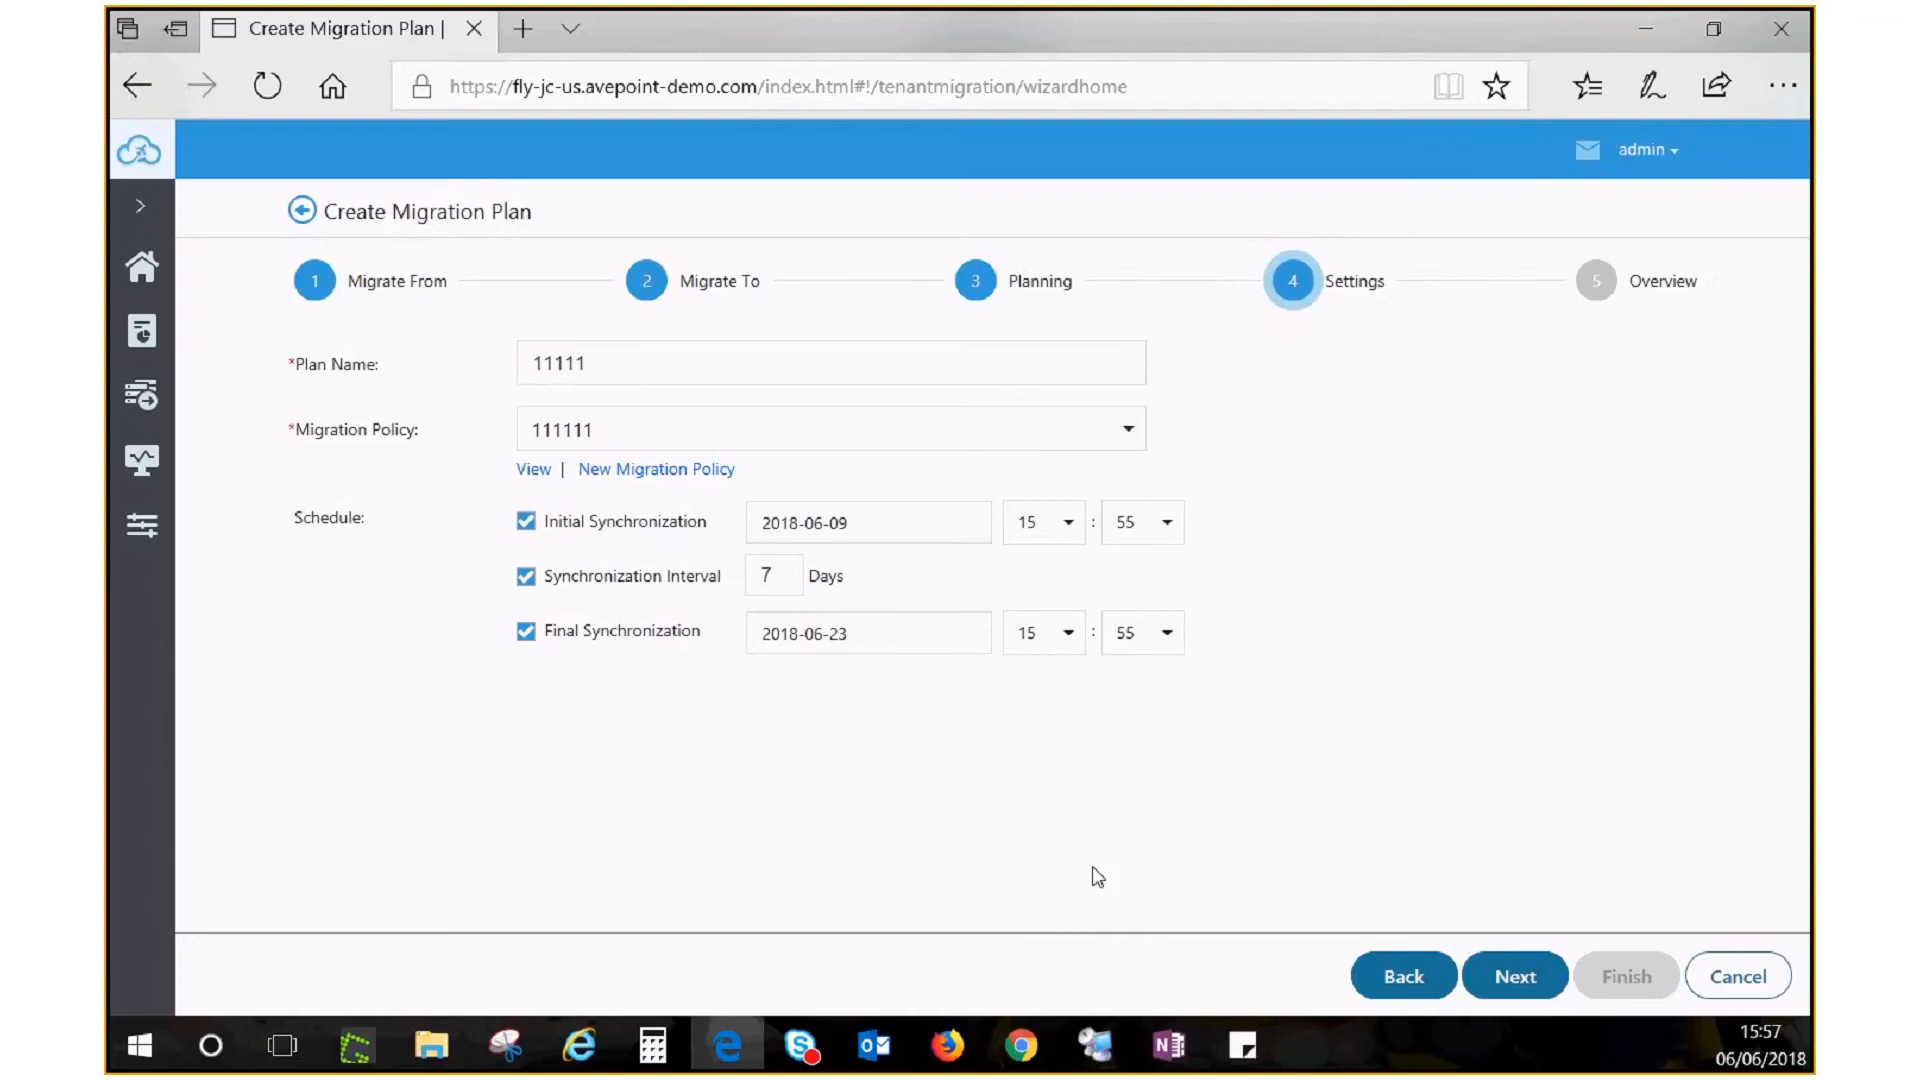 Create Migration Plan |
https://fly-jc-us.avepoint-demo.com/index.html#!/tenantmigration/wizardhome
admin
Create Migration Plan
1 Migrate From 2 Migrate To 3 Planning 4 Settings 5 Overview
*Plan Name: 11111
*Migration Policy: 111111
View | New Migration Policy
Schedule: Initial Synchronization 2018-06-09 15 : 55
Synchronization Interval 7 Days
Final Synchronization 2018-06-23 15 : 55
Back Next Finish Cancel
15:57
06/06/2018